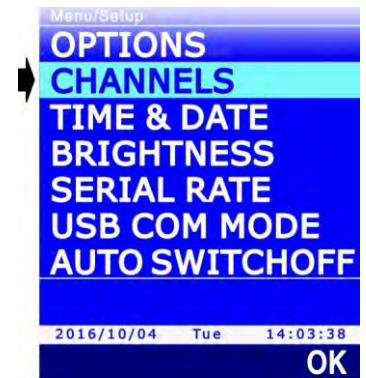 Menu/Setup
OPTIONS
CHANNELS
TIME & DATE
BRIGHTNESS
SERIAL RATE
USB COM MODE
AUTO SWITCHOFF
2016/10/04 Tue 14:03:38
OK